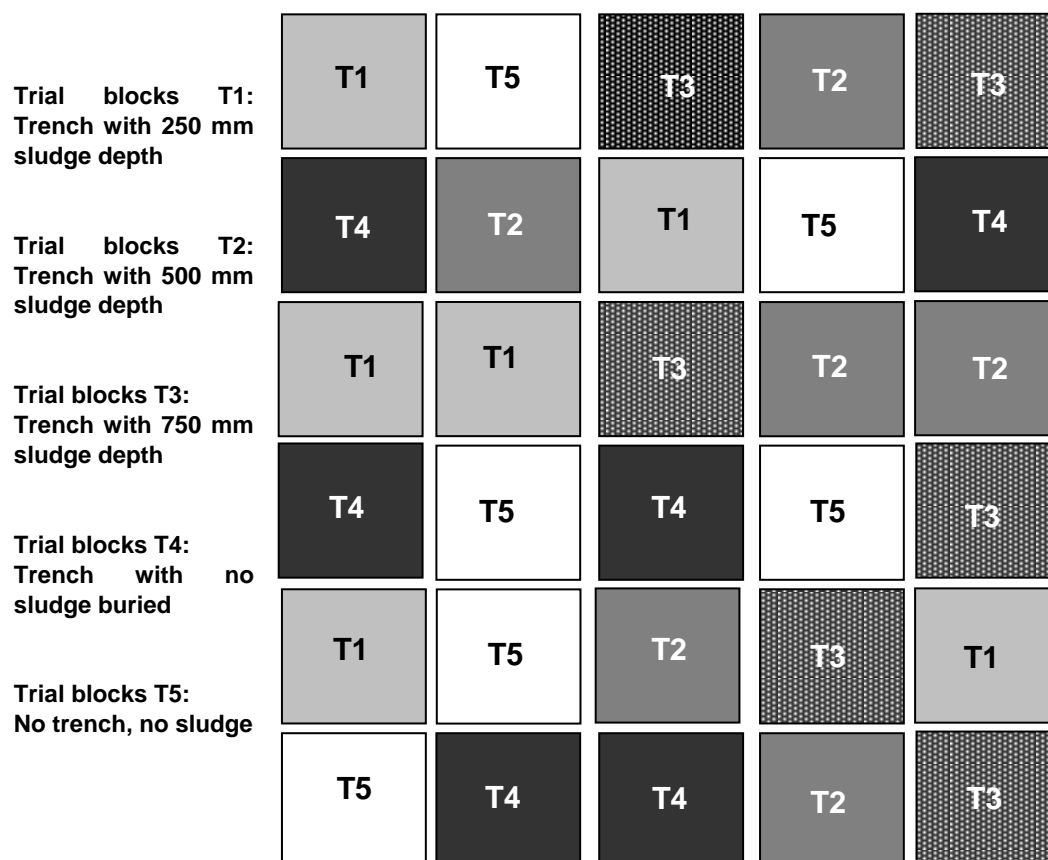 Trial blocks T1:
Trench with 250 mm
sludge depth
Trial blocks T2:
Trench with 500 mm
sludge depth
Trial blocks T3:
Trench with 750 mm
sludge depth
Trial blocks T4:
Trench with no
sludge buried
Trial blocks T5:
No trench, no sludge
T1 T5 T3 T2 T3
T4 T2 T1 T5 T4
T1 T1 T3 T2 T2
T4 T5 T4 T5 T3
T1 T5 T2 T3 T1
T5 T4 T4 T2 T3